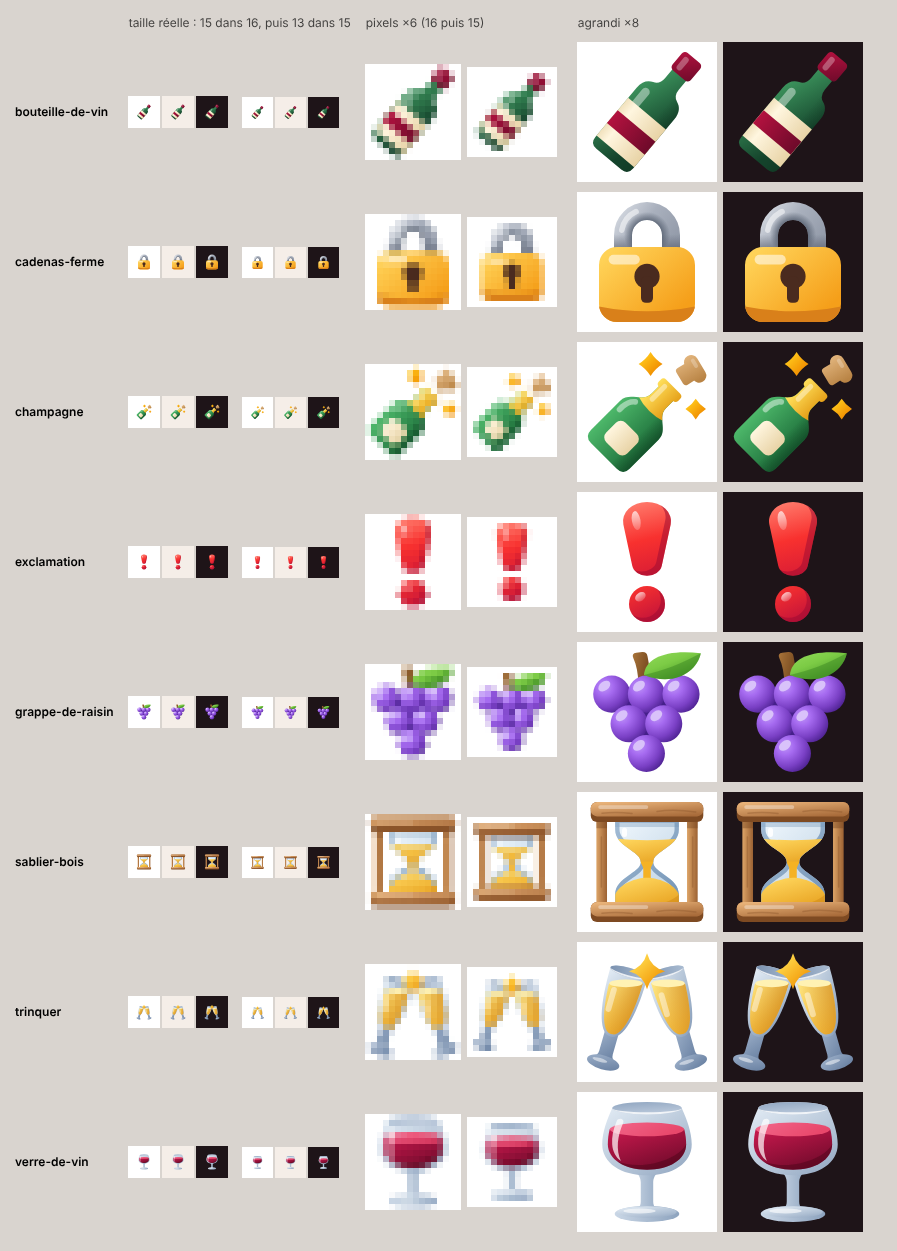 taille réelle : 15 dans 16, puis 13 dans 15 pixels ×6 (16 puis 15) agrandi ×8
bouteille-de-vin
cadenas-ferme
champagne
exclamation
grappe-de-raisin
sablier-bois
trinquer
verre-de-vin